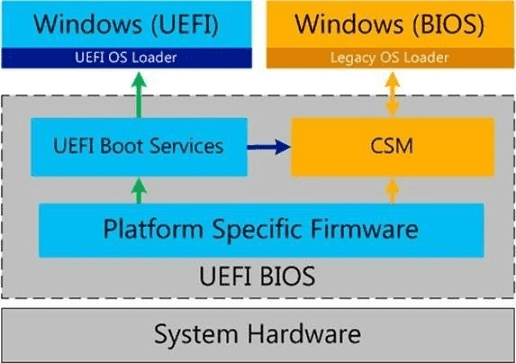 Windows (UEFI)
Windows (BIOS)
UEFI OS Loader
Legacy OS Loader
UEFI Boot Services
CSM
Platform Specific Firmware
UEFI BIOS
System Hardware